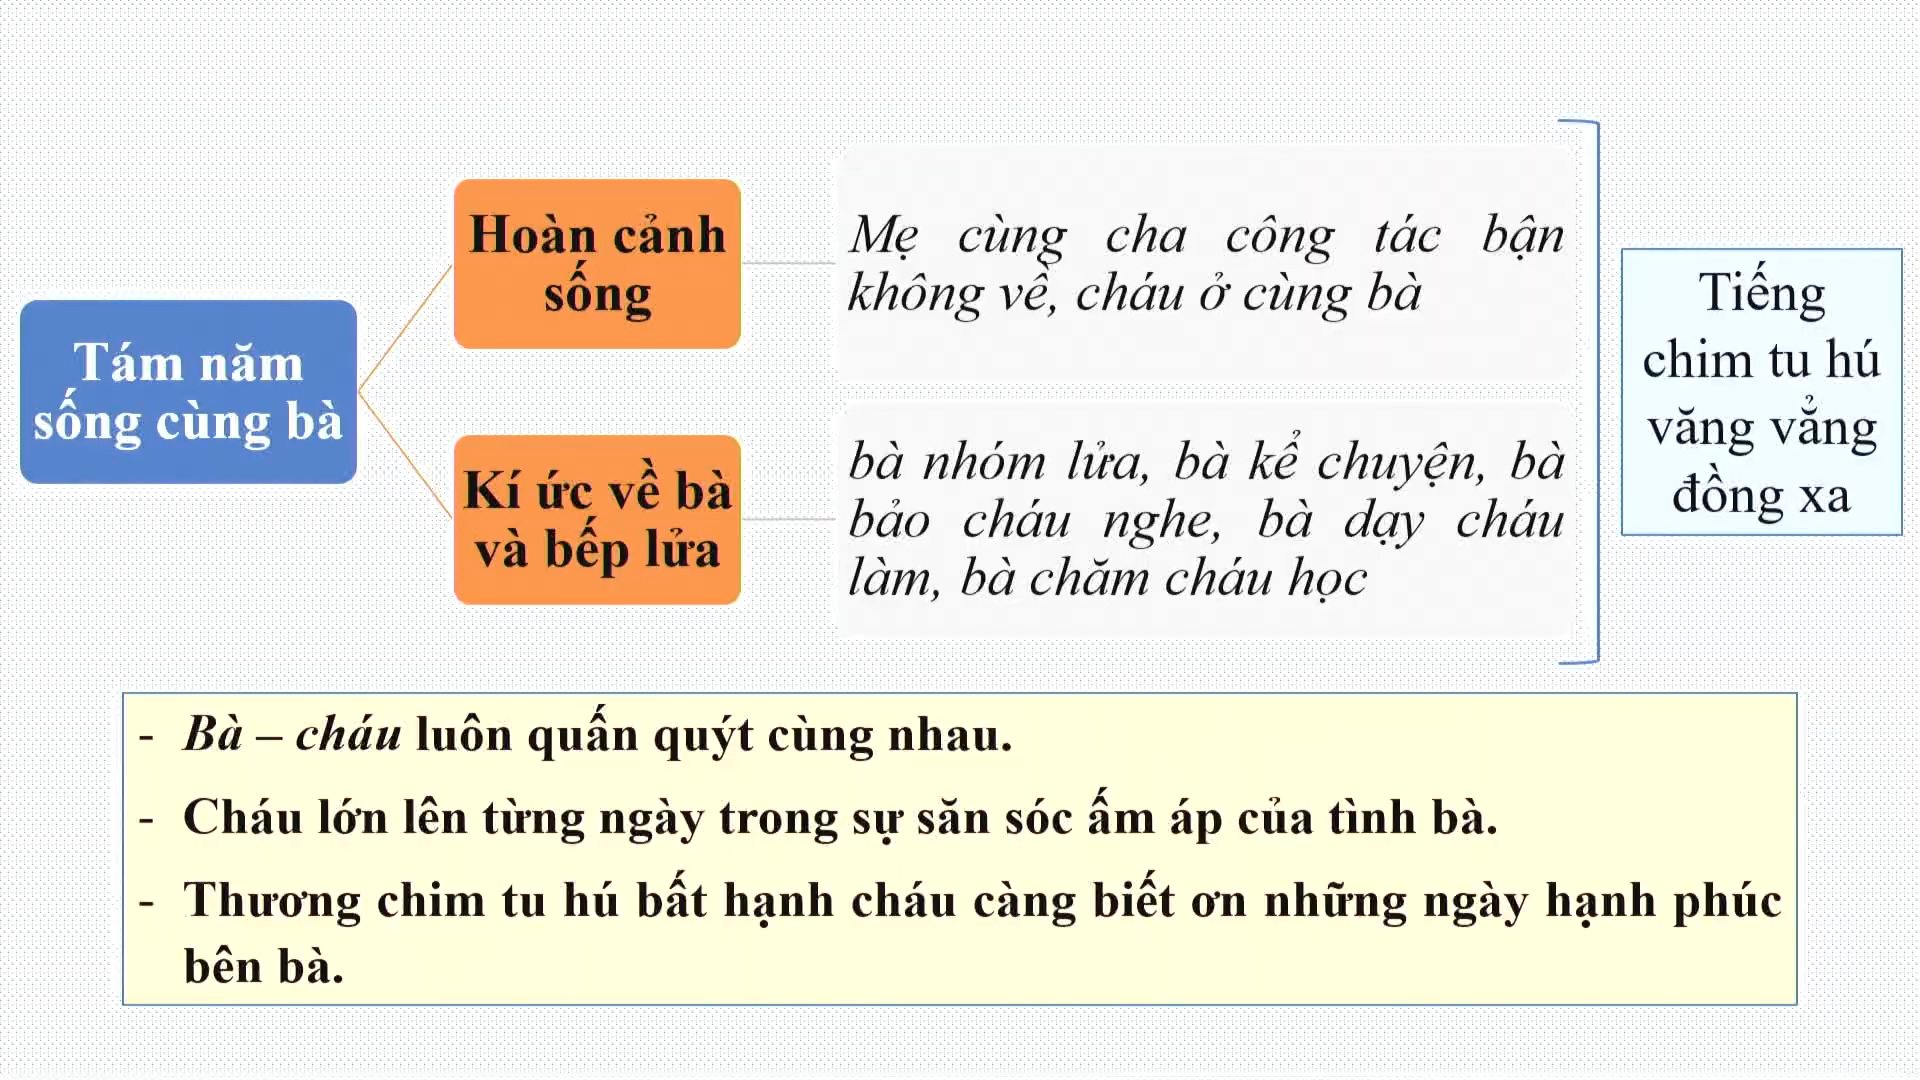 Tám năm
sống cùng bà
Hoàn cảnh
sống
Mẹ cùng cha công tác bận
không về, cháu ở cùng bà
Kí ức về bà
và bếp lửa
bà nhóm lửa, bà kể chuyện, bà
bảo cháu nghe, bà dạy cháu
làm, bà chăm cháu học
Tiếng
chim tu hú
văng vẳng
đồng xa
- Bà – cháu luôn quấn quýt cùng nhau.
- Cháu lớn lên từng ngày trong sự săn sóc ấm áp của tình bà.
- Thương chim tu hú bất hạnh cháu càng biết ơn những ngày hạnh phúc
bên bà.